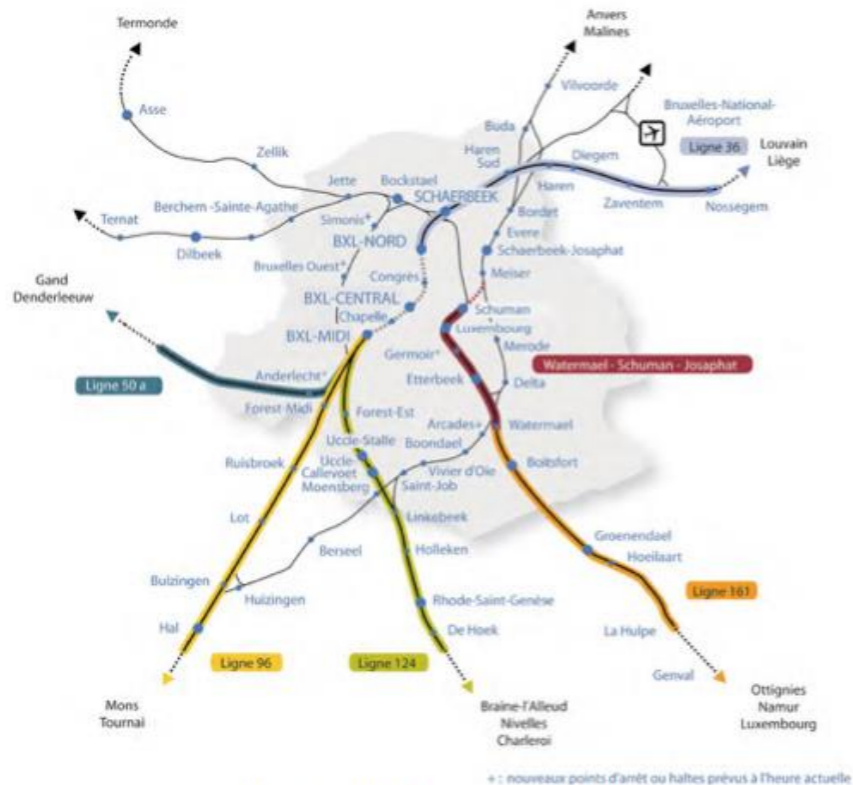 Termonde
Anvers
Malines
Vilvoorde
Asse
Bruxelles-National-
Aéroport
Buda
Ligne 36
Louvain
Liège
Zellik
Haren
Sud
Diegem
Jette
Bockstael
SCHAERBEEK
Haren
Zaventem
Nossegem
Berchem -Sainte-Agathe
Simonis+
Bordet
Ternat
Dilbeek
BXL-NORD
Evere
Schaerbeek-Josaphat
Bruxelles Ouest+
Congrès
Meiser
Gand
Denderleeuw
BXL-CENTRAL
Chapelle
Schuman
BXL-MIDI
Luxembourg
Germoir+
Merode
Watermael - Schuman - Josaphat
Ligne 50 a
Anderlecht+
Etterbeek
Delta
Forest-Midi
Forest-Est
Arcades+
Watermael
Uccle-Stalle
Boondael
Ruisbroek
Uccle-
Callevoet
Vivier d'Oie
Boitsfort
Moensberg
Saint-Job
Lot
Linkebeek
Berseel
Holleken
Groenendael
Hoeilaart
Buizingen
Huizingen
Rhode-Saint-Genèse
Ligne 161
Hal
De Hoek
La Hulpe
Ligne 96
Ligne 124
Genval
Mons
Tournai
Braine-l'Alleud
Nivelles
Charleroi
Ottignies
Namur
Luxembourg
+ : nouveaux points d'arrêt ou haltes prévus à l'heure actuelle